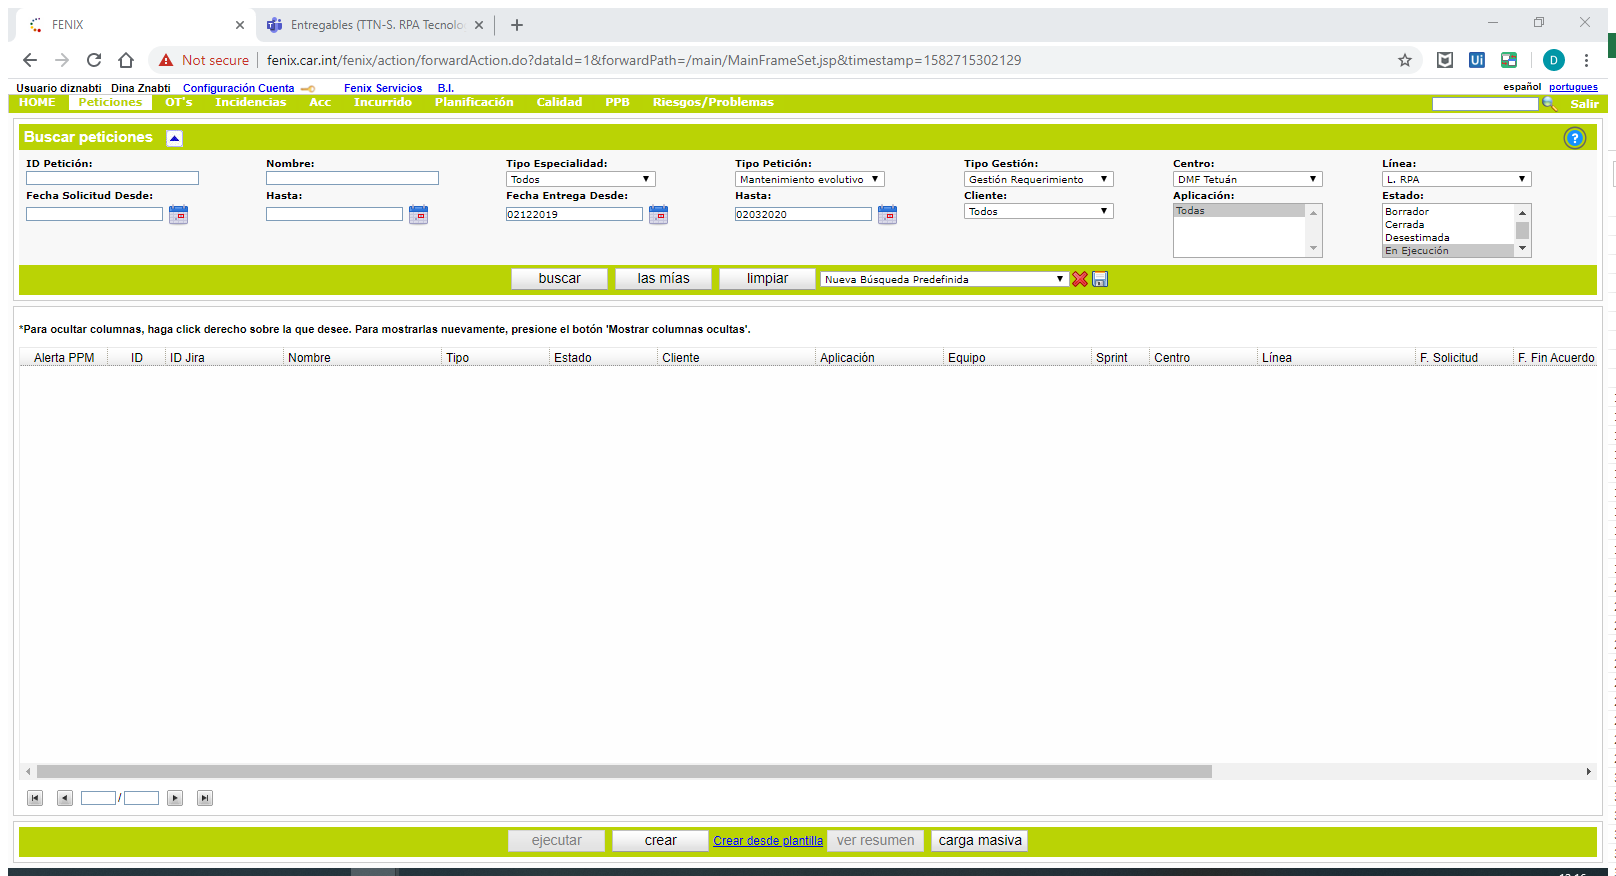 FENIX
Entregables (TTN-S. RPA Tecnolo
Not secure fenix.car.int/fenix/action/forwardAction.do?dataId=1&forwardPath=/main/MainFrameSet.jsp&timestamp=1582715302129
Ui
D
Usuario diznabti Dina Znabti Configuración Cuenta Fenix Servicios B.I. español portugues
HOME Peticiones OT's Incidencias Acc Incurrido Planificación Calidad PPB Riesgos/Problemas Salir
Buscar peticiones ?
ID Petición: Nombre: Tipo Especialidad: Tipo Petición: Tipo Gestión: Centro: Línea:
Todos Mantenimiento evolutivo Gestión Requerimiento DMF Tetuán L. RPA
Fecha Solicitud Desde: Hasta: Fecha Entrega Desde: Hasta: Cliente: Aplicación: Estado:
02122019 02032020 Todos Todas Borrador
Cerrada
Desestimada
En Ejecución
buscar las mías limpiar Nueva Búsqueda Predefinida
*Para ocultar columnas, haga click derecho sobre la que desee. Para mostrarlas nuevamente, presione el botón 'Mostrar columnas ocultas'.
Alerta PPM ID ID Jira Nombre Tipo Estado Cliente Aplicación Equipo Sprint Centro Línea F. Solicitud F. Fin Acuerdo
/
ejecutar crear Crear desde plantilla ver resumen carga masiva